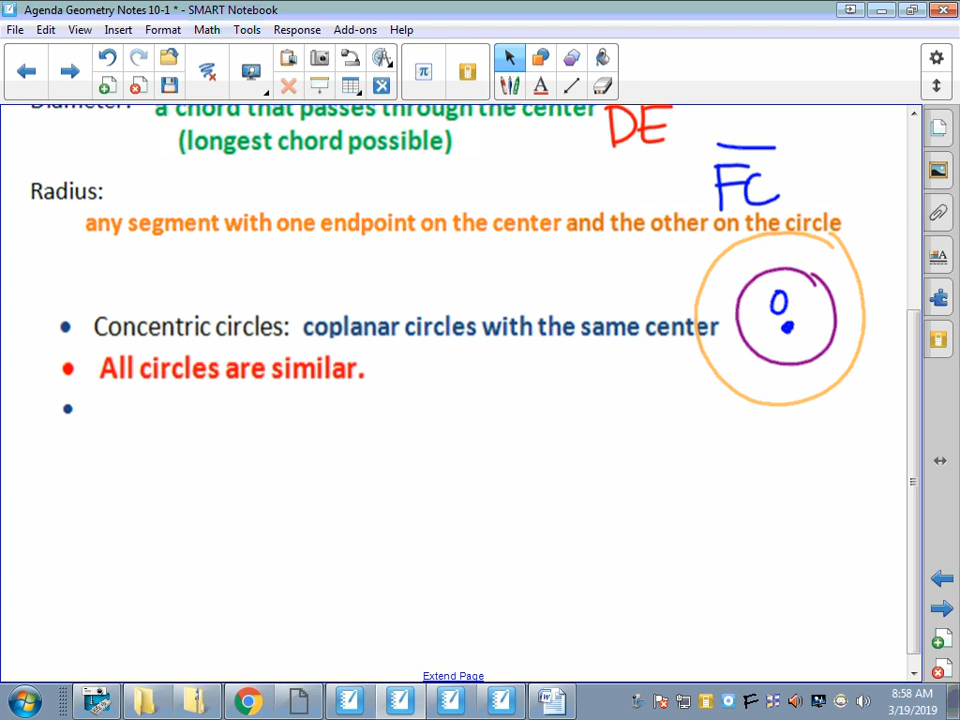 Agenda Geometry Notes 10-1 * - SMART Notebook
File Edit View Insert Format Math Tools Response Add-ons Help
Diameter: a chord that passes through the center DE
(longest chord possible)
FC
Radius:
any segment with one endpoint on the center and the other on the circle
O
• Concentric circles: coplanar circles with the same center
• All circles are similar.
•
Extend Page
8:58 AM
3/19/2019